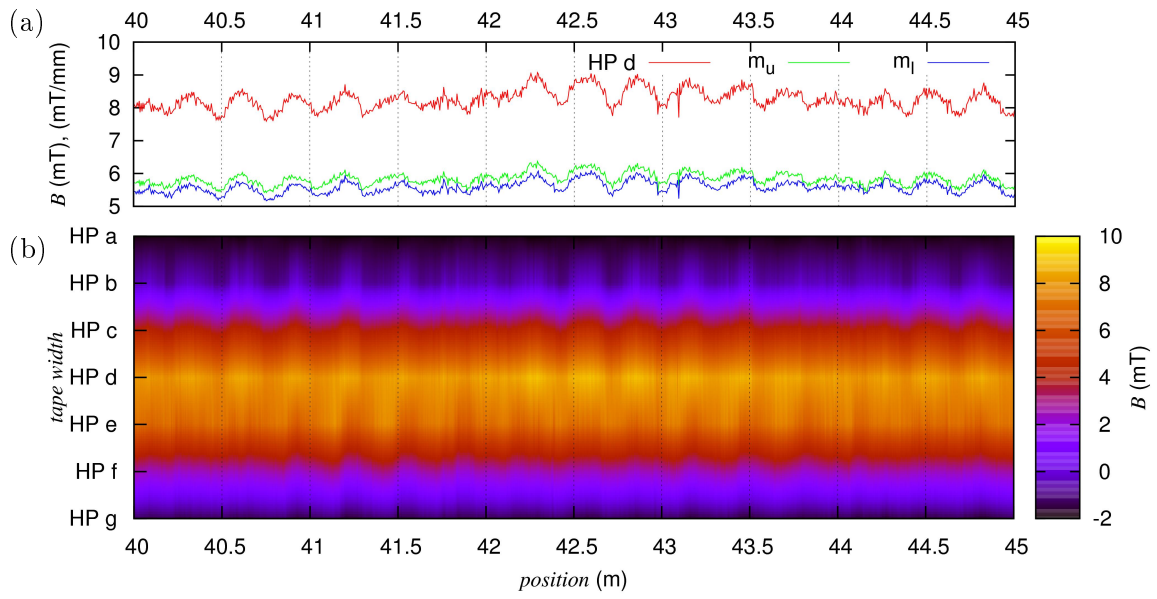 (a)
40 40.5 41 41.5 42 42.5 43 43.5 44 44.5 45
10
9
8
7
6
5
B (mT), (mT/mm)
HP d m_u m_l
(b)
HP a
HP b
HP c
HP d
HP e
HP f
HP g
tape width
40 40.5 41 41.5 42 42.5 43 43.5 44 44.5 45
position (m)
10
8
6
4
2
0
-2
B (mT)